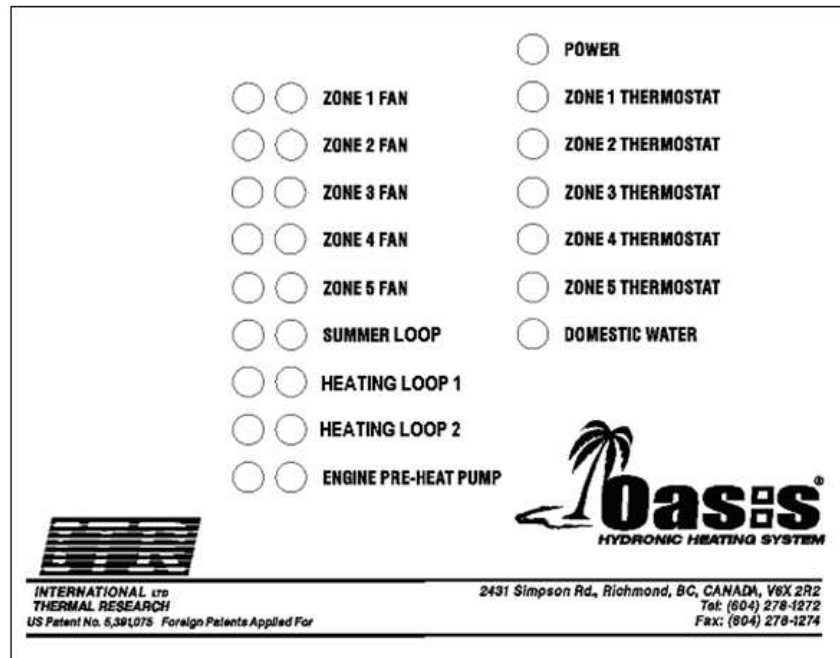 POWER
ZONE 1 FAN
ZONE 1 THERMOSTAT
ZONE 2 FAN
ZONE 2 THERMOSTAT
ZONE 3 FAN
ZONE 3 THERMOSTAT
ZONE 4 FAN
ZONE 4 THERMOSTAT
ZONE 5 FAN
ZONE 5 THERMOSTAT
SUMMER LOOP
DOMESTIC WATER
HEATING LOOP 1
HEATING LOOP 2
ENGINE PRE-HEAT PUMP
Oasis®
HYDRONIC HEATING SYSTEM
ITR
INTERNATIONAL LTD
THERMAL RESEARCH
US Patent No. 5,391,075 Foreign Patents Applied For
2431 Simpson Rd., Richmond, BC, CANADA, V6X 2R2
Tel: (604) 278-1272
Fax: (604) 278-1274